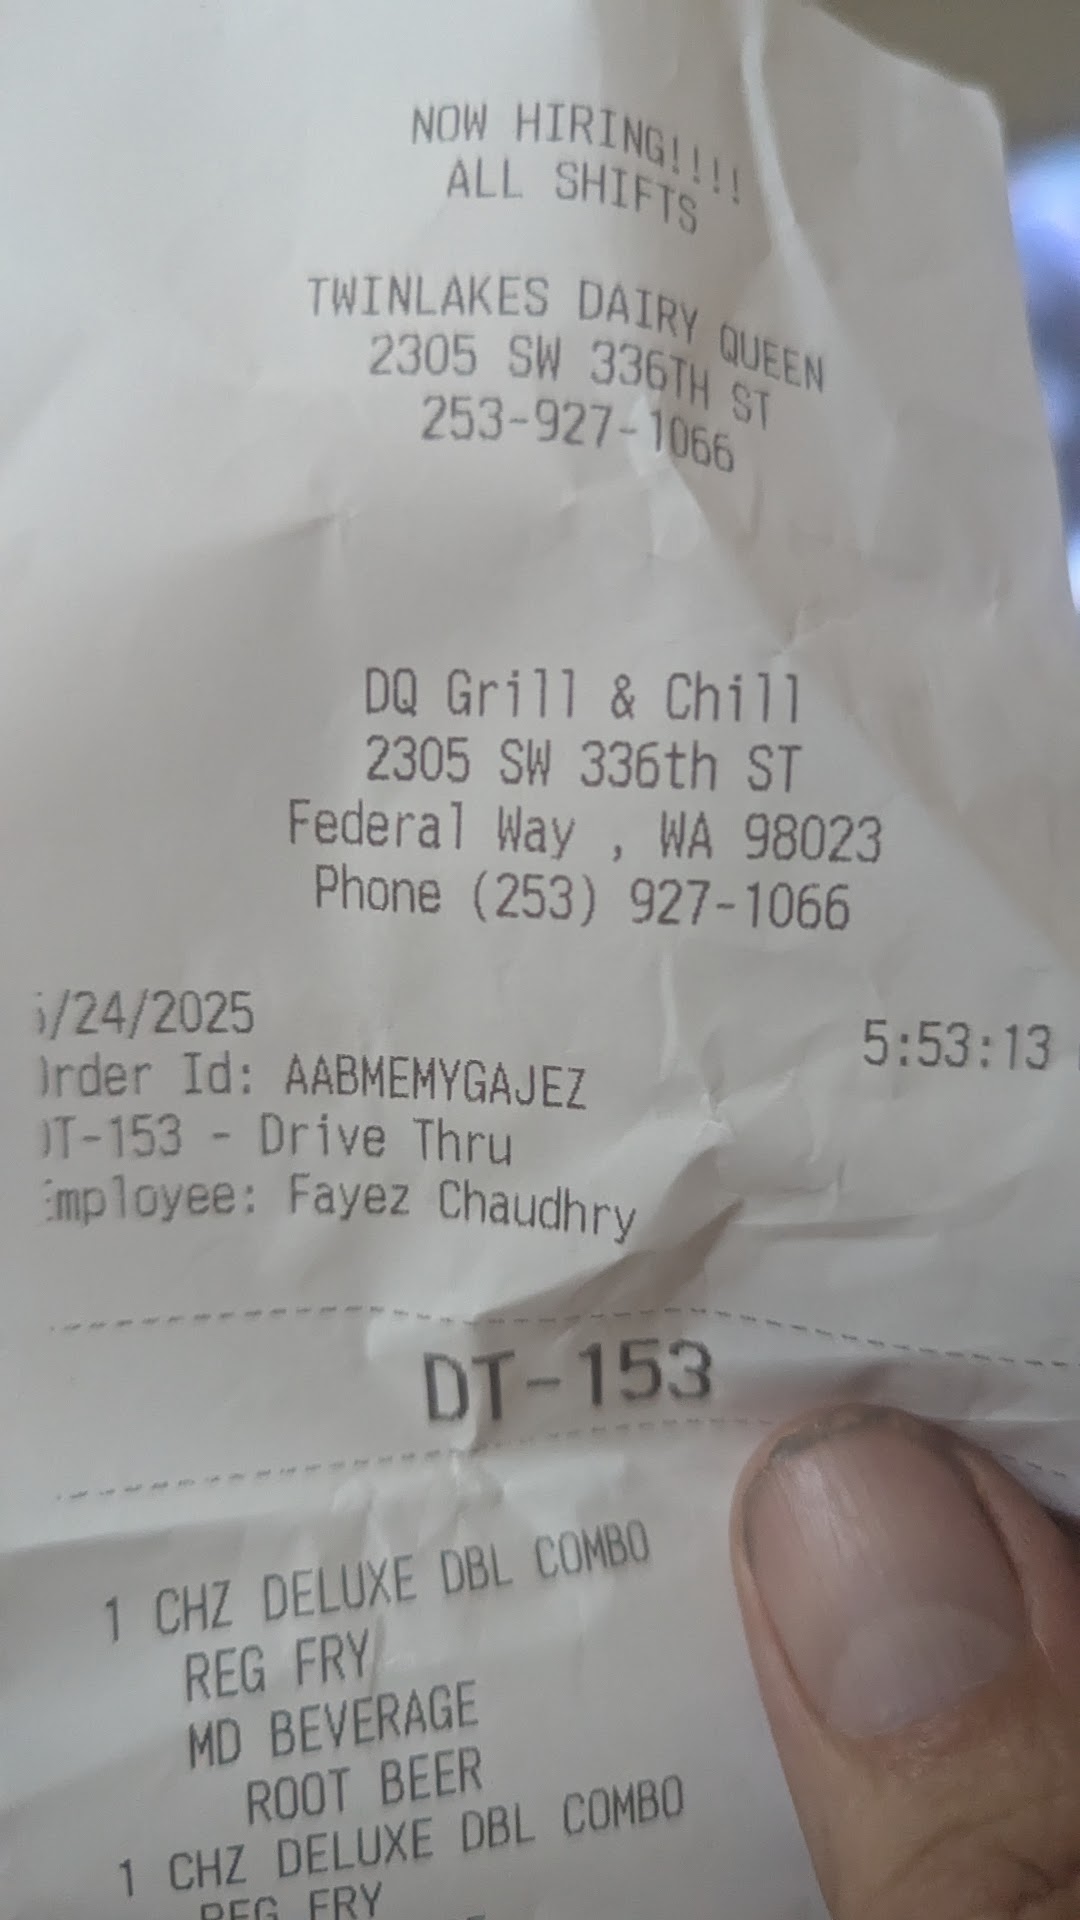 NOW HIRING!!!!
ALL SHIFTS
TWINLAKES DAIRY QUEEN
2305 SW 336TH ST
253-927-1066
DQ Grill & Chill
2305 SW 336th ST
Federal Way , WA 98023
Phone (253) 927-1066
/24/2025 5:53:13
rder Id: AABMEMYGAJEZ
T-153 - Drive Thru
mployee: Fayez Chaudhry
DT-153
1 CHZ DELUXE DBL COMBO
REG FRY
MD BEVERAGE
ROOT BEER
1 CHZ DELUXE DBL COMBO
REG FRY